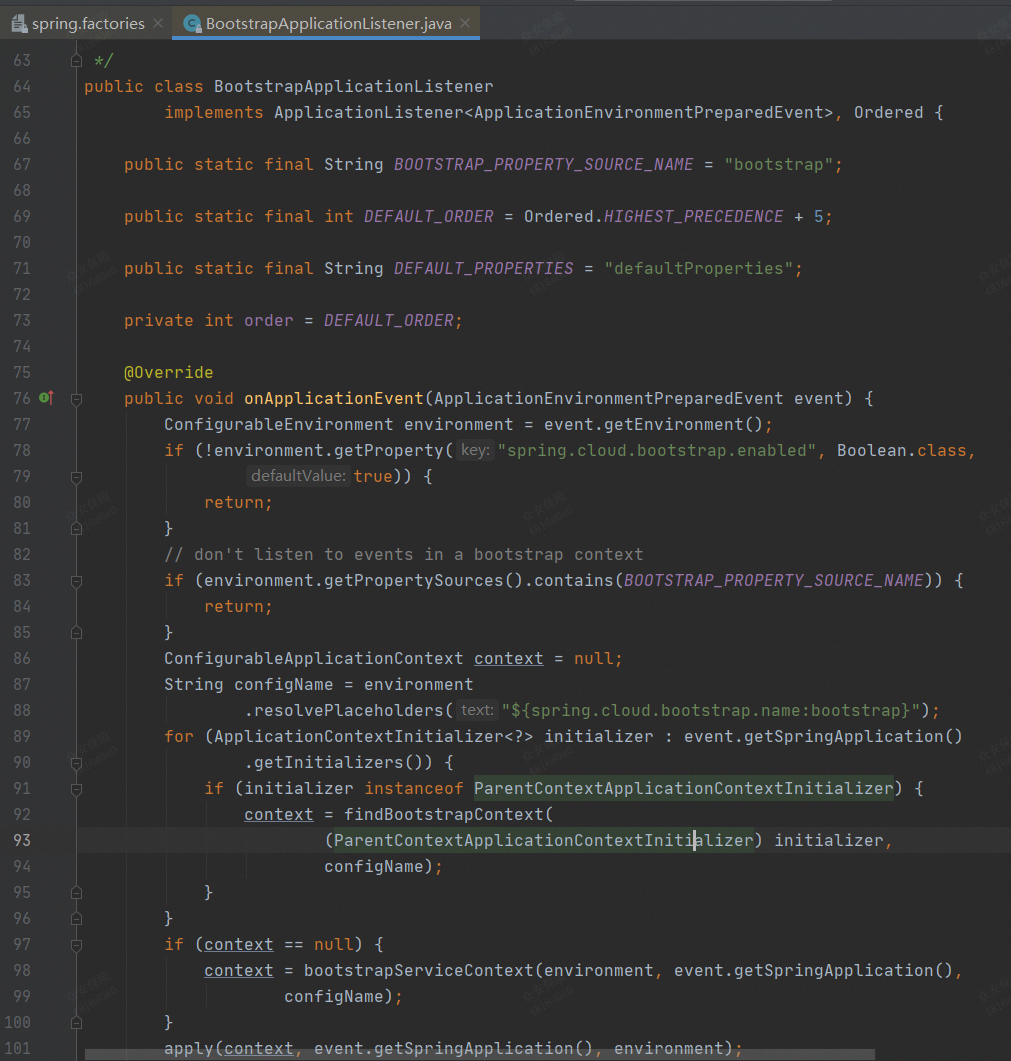 spring.factories BootstrapApplicationListener.java
63 */
64 public class BootstrapApplicationListener
65 implements ApplicationListener<ApplicationEnvironmentPreparedEvent>, Ordered {
66
67 public static final String BOOTSTRAP_PROPERTY_SOURCE_NAME = "bootstrap";
68
69 public static final int DEFAULT_ORDER = Ordered.HIGHEST_PRECEDENCE + 5;
70
71 public static final String DEFAULT_PROPERTIES = "defaultProperties";
72
73 private int order = DEFAULT_ORDER;
74
75 @Override
76 public void onApplicationEvent(ApplicationEnvironmentPreparedEvent event) {
77 ConfigurableEnvironment environment = event.getEnvironment();
78 if (!environment.getProperty( key: "spring.cloud.bootstrap.enabled", Boolean.class,
79 defaultValue: true)) {
80 return;
81 }
82 // don't listen to events in a bootstrap context
83 if (environment.getPropertySources().contains(BOOTSTRAP_PROPERTY_SOURCE_NAME)) {
84 return;
85 }
86 ConfigurableApplicationContext context = null;
87 String configName = environment
88 .resolvePlaceholders( text: "${spring.cloud.bootstrap.name:bootstrap}");
89 for (ApplicationContextInitializer<?> initializer : event.getSpringApplication()
90 .getInitializers()) {
91 if (initializer instanceof ParentContextApplicationContextInitializer) {
92 context = findBootstrapContext(
93 (ParentContextApplicationContextInitializer) initializer,
94 configName);
95 }
96 }
97 if (context == null) {
98 context = bootstrapServiceContext(environment, event.getSpringApplication(),
99 configName);
100 }
101 apply(context, event.getSpringApplication(), environment);